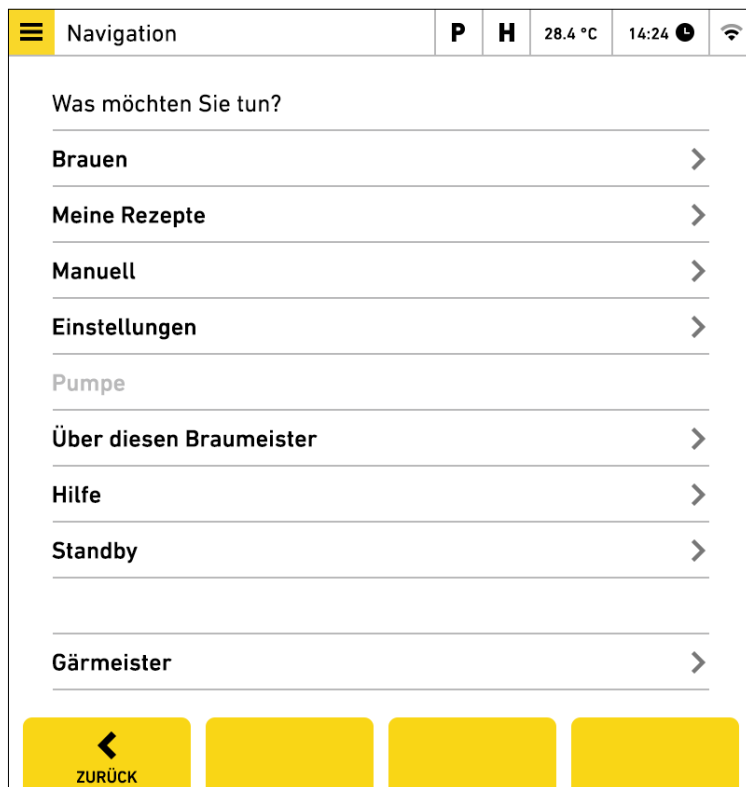 Navigation P H 28.4 °C 14:24
Was möchten Sie tun?
Brauen
Meine Rezepte
Manuell
Einstellungen
Pumpe
Über diesen Braumeister
Hilfe
Standby
Gärmeister
ZURÜCK